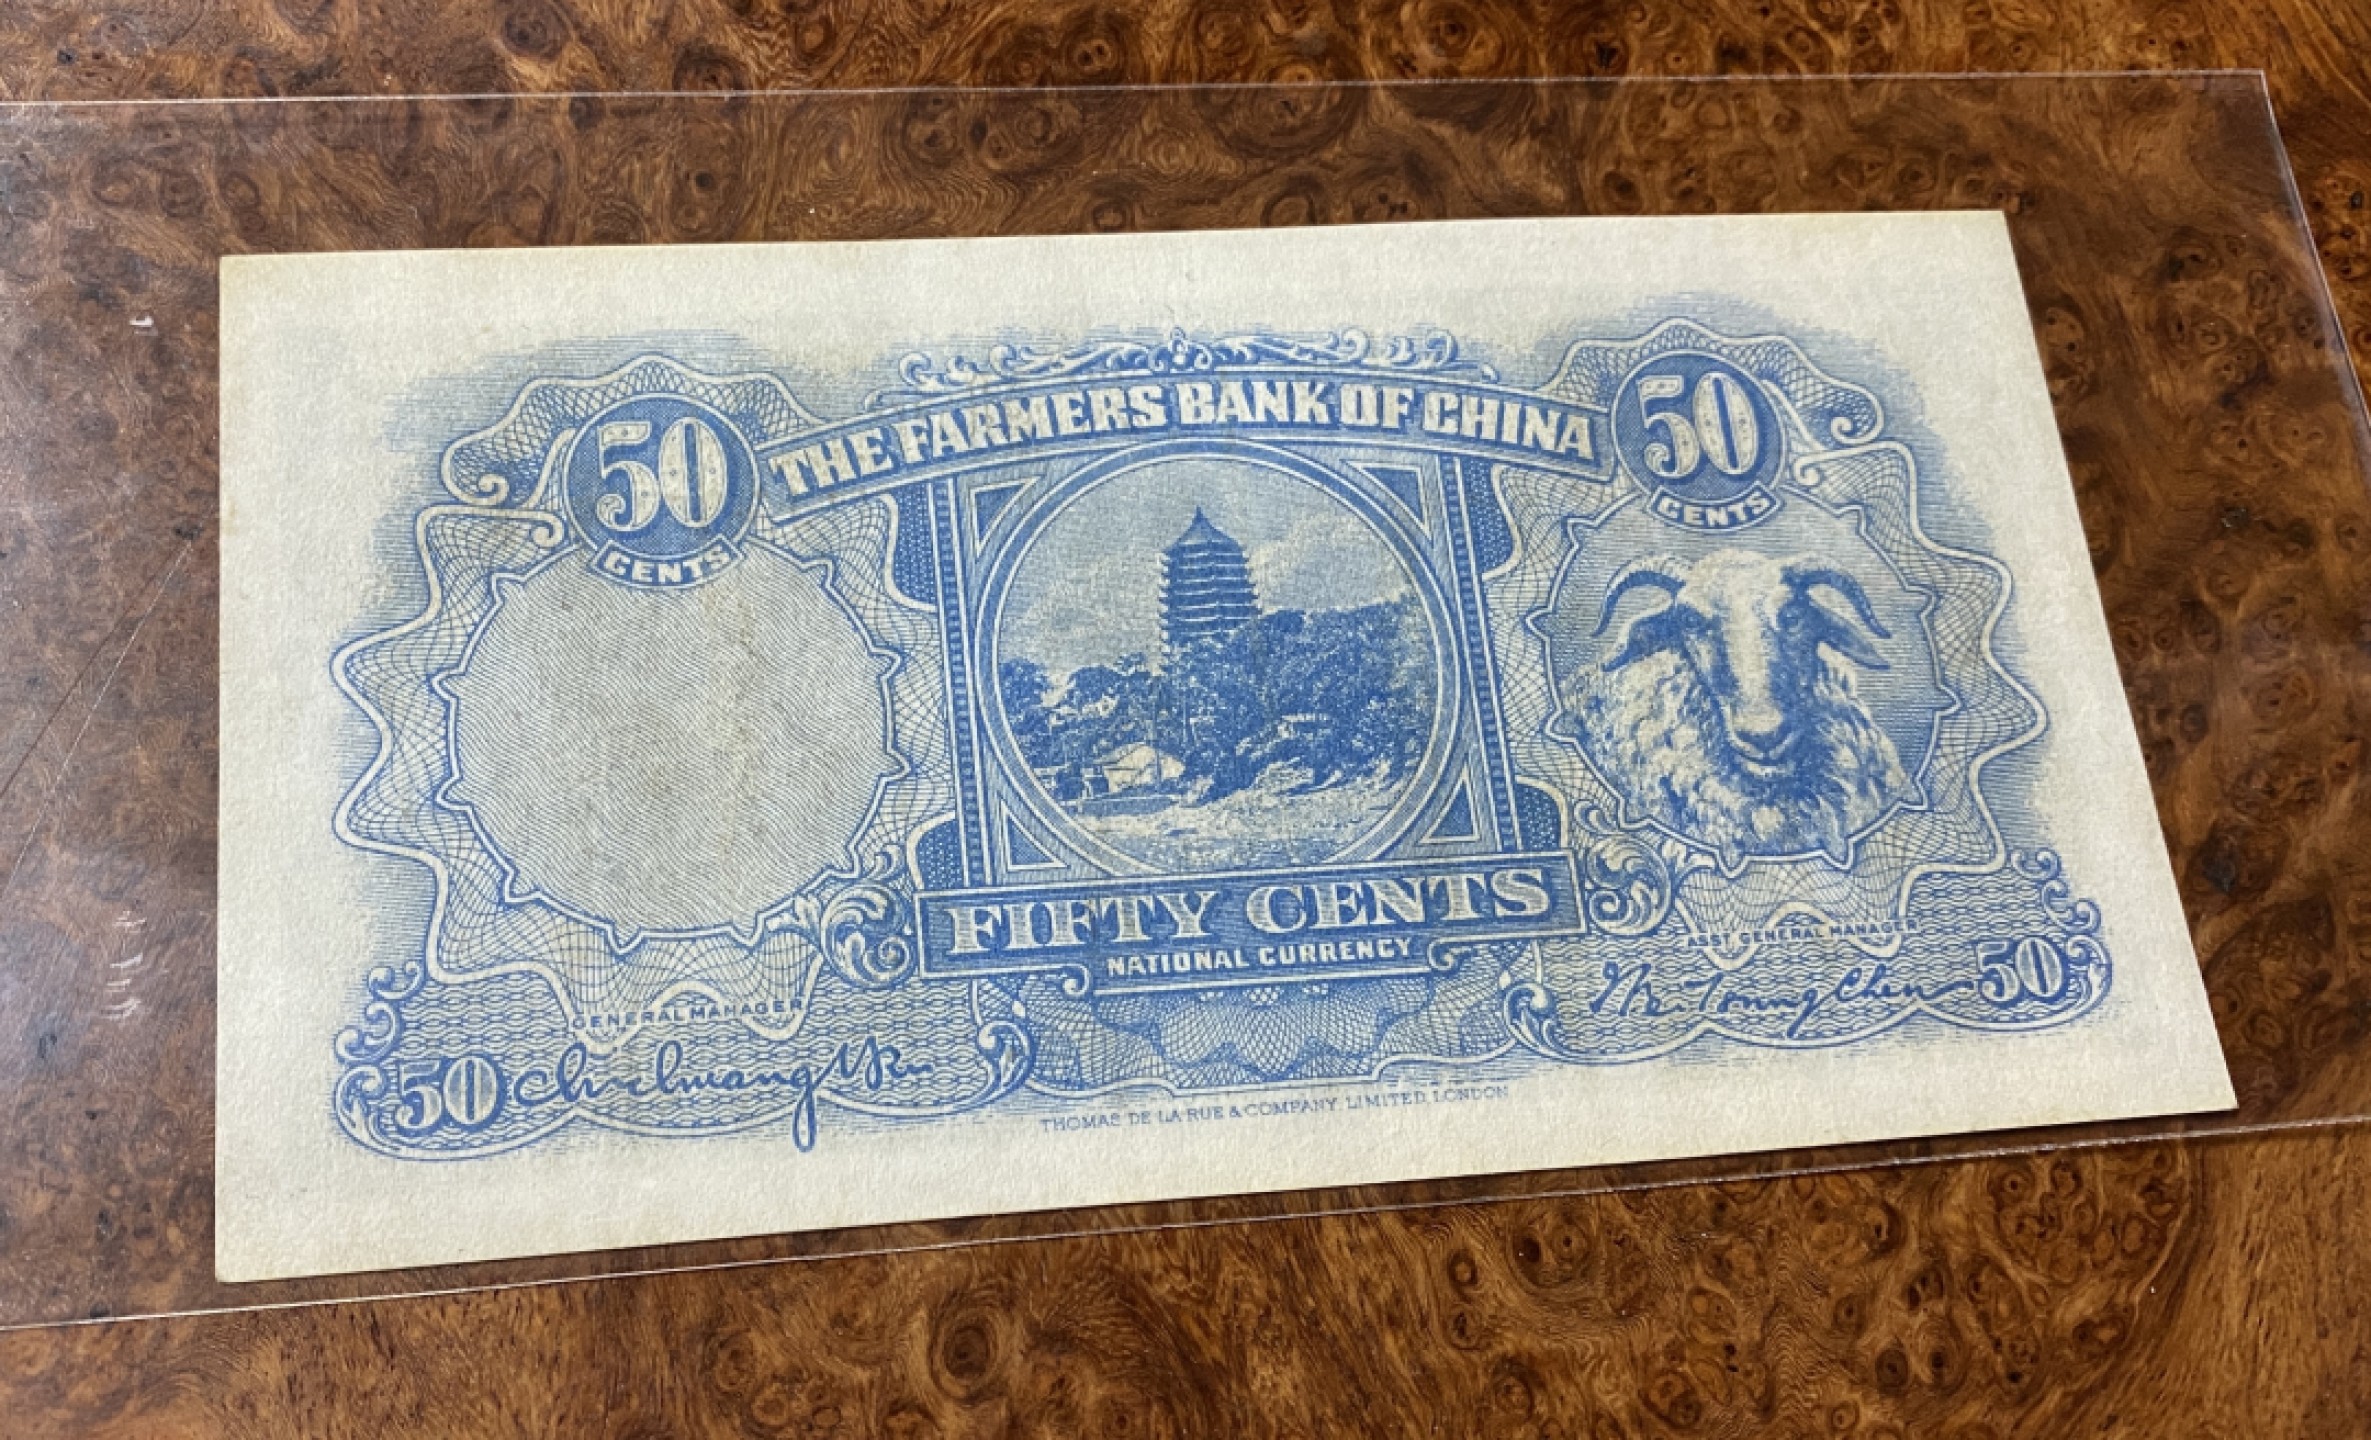 THE FARMERS BANK OF CHINA
50
CENTS
50
CENTS
FIFTY CENTS
NATIONAL CURRENCY
GENERAL MANAGER
ASST GENERAL MANAGER
50
50
THOMAS DE LA RUE & COMPANY, LIMITED, LONDON